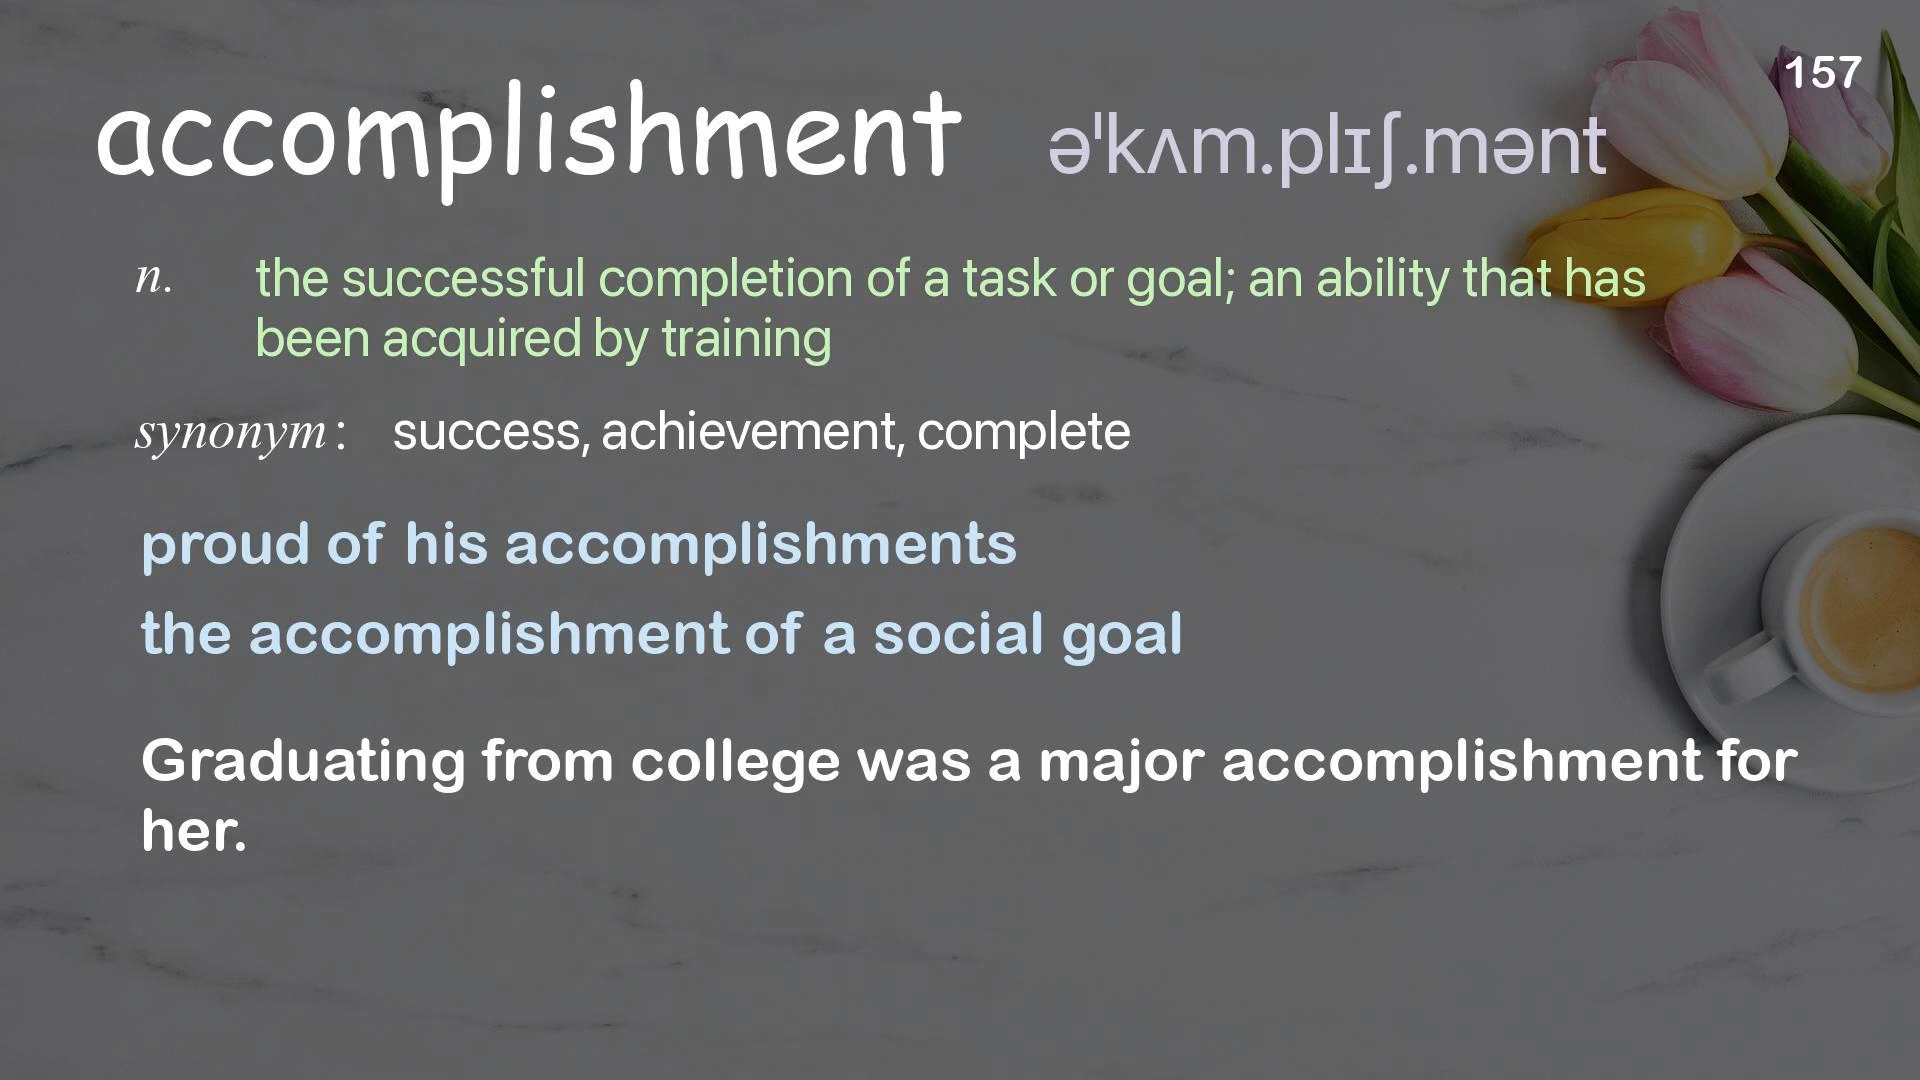 157
accomplishment əˈkʌm.plɪʃ.mənt
n. the successful completion of a task or goal; an ability that has
been acquired by training
synonym: success, achievement, complete
proud of his accomplishments
the accomplishment of a social goal
Graduating from college was a major accomplishment for
her.